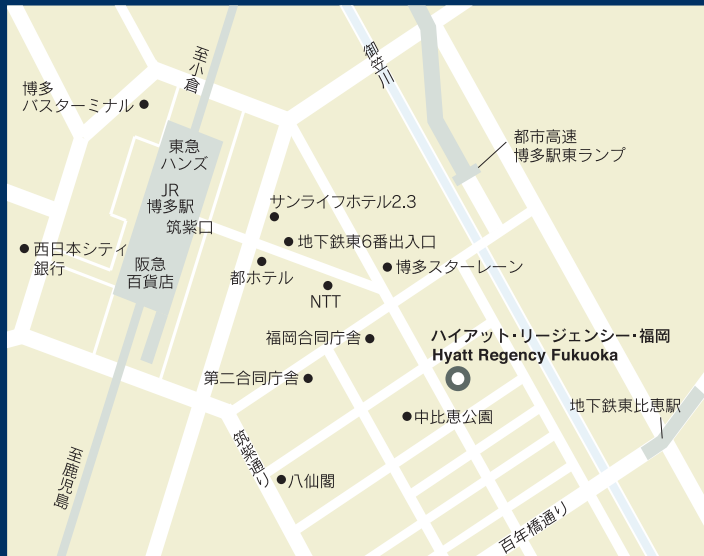 至小倉
御笠川
博多
バスターミナル
都市高速
博多駅東ランプ
東急
ハンズ
JR
博多駅
筑紫口
サンライフホテル2.3
地下鉄東6番出入口
西日本シティ
銀行
阪急
百貨店
都ホテル
博多スターレーン
NTT
福岡合同庁舎
ハイアット・リージェンシー・福岡
Hyatt Regency Fukuoka
第二合同庁舎
地下鉄東比恵駅
中比恵公園
筑紫通り
至鹿児島
八仙閣
百年橋通り